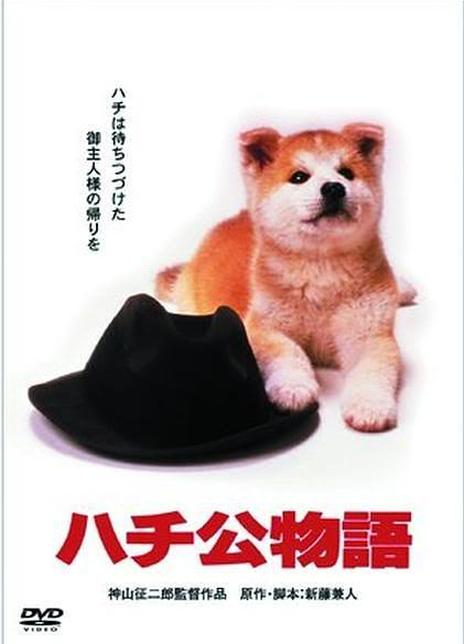 ハチは待ちつづけた
御主人様の帰りを
ハチ公物語
神山征二郎監督作品 原作・脚本:新藤兼人
DVD
VIDEO